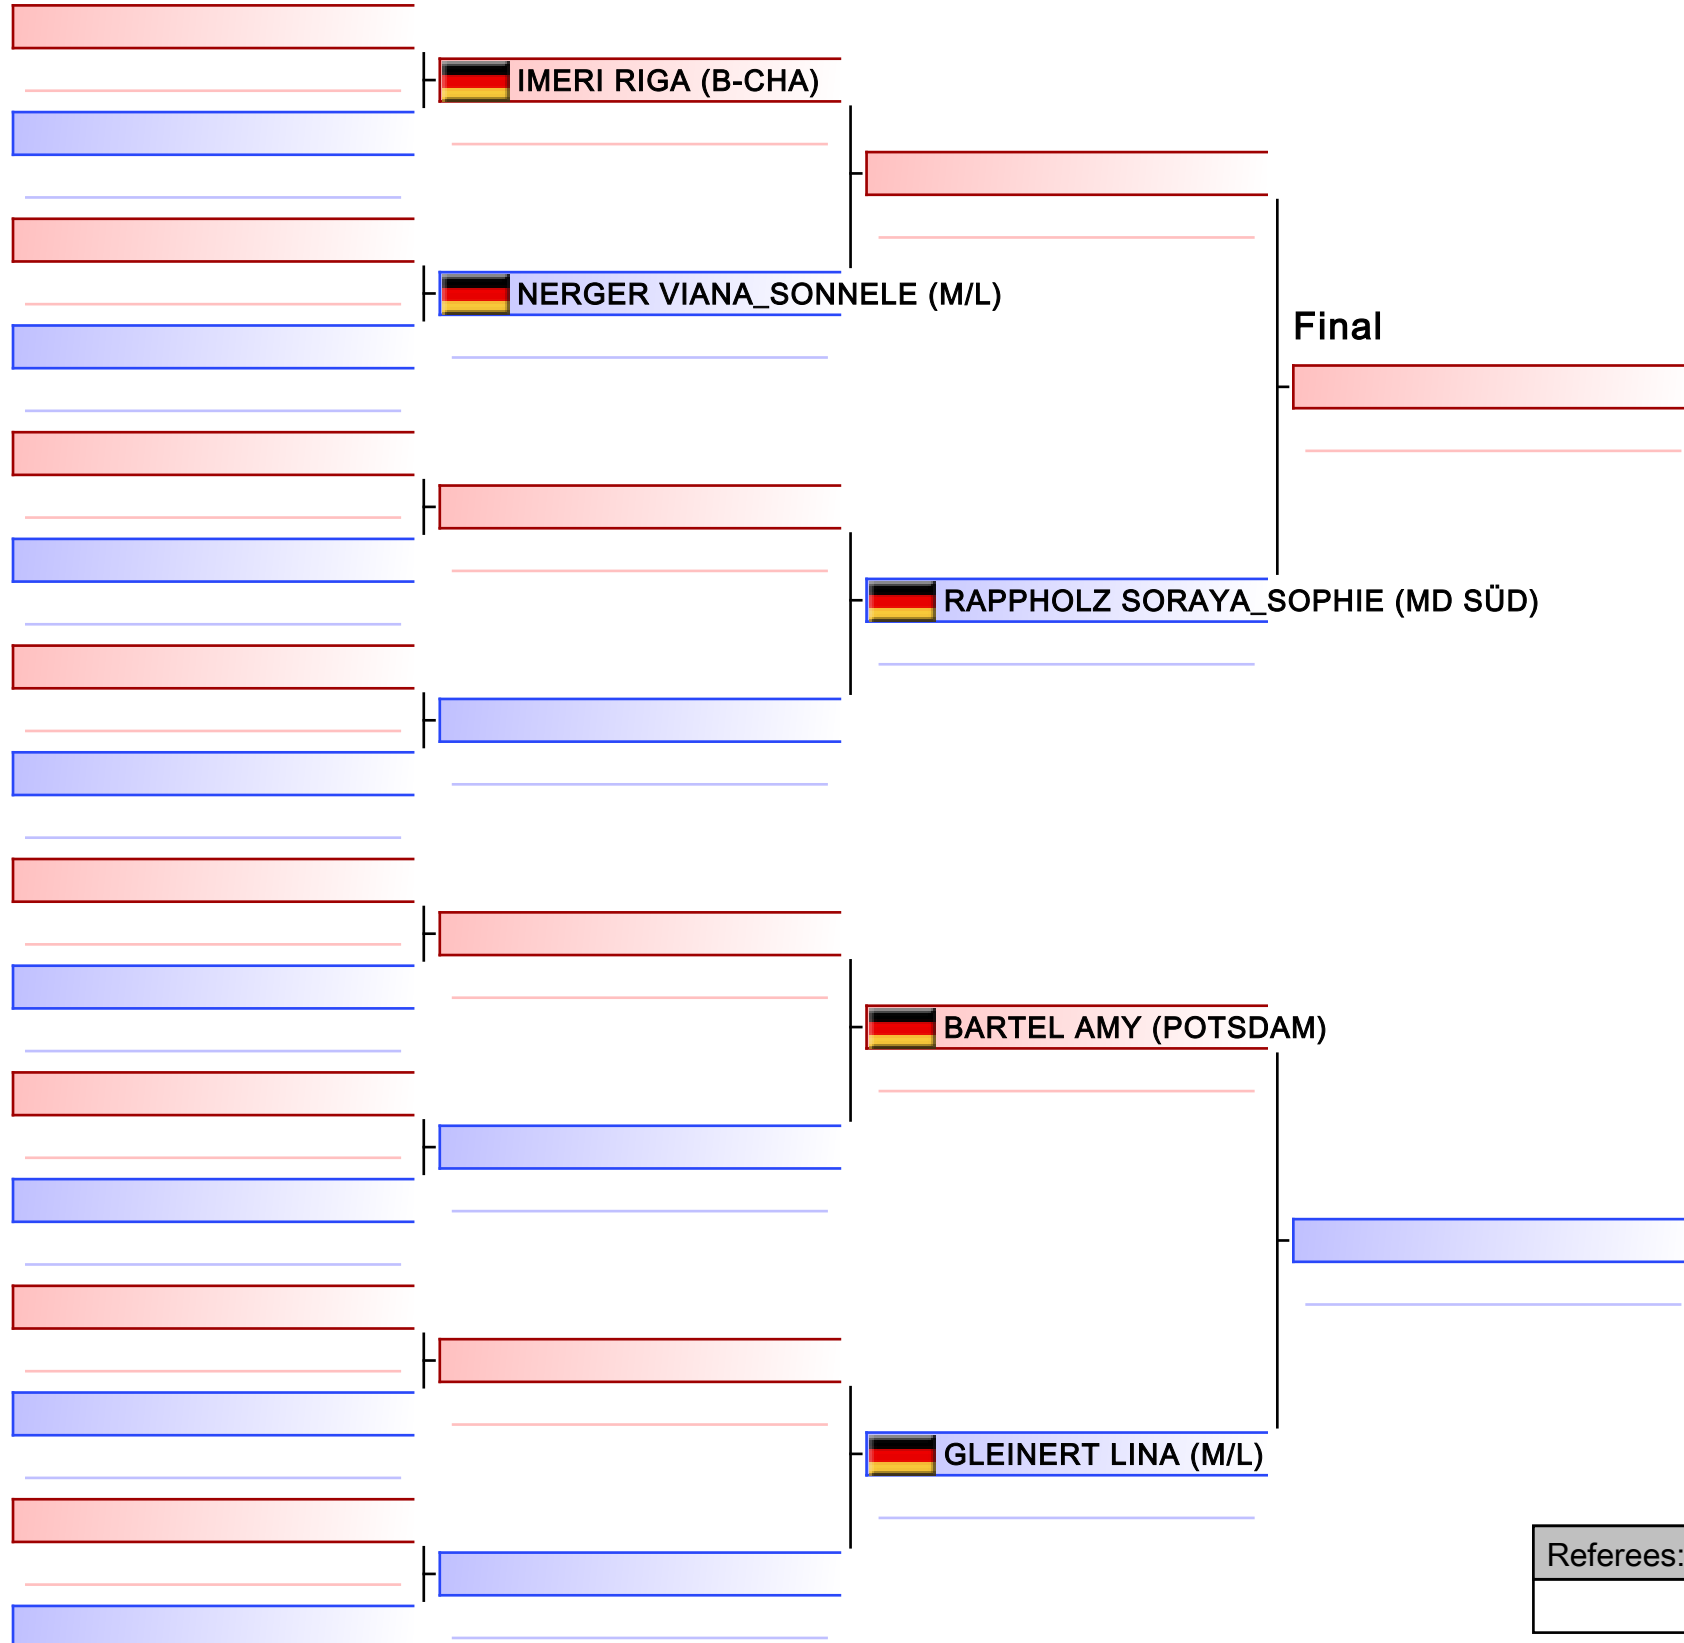 IMERI RIGA (B-CHA)
NERGER VIANA_SONNELE (M/L)
Final
RAPPHOLZ SORAYA_SOPHIE (MD SÜD)
BARTEL AMY (POTSDAM)
GLEINERT LINA (M/L)
Referees: